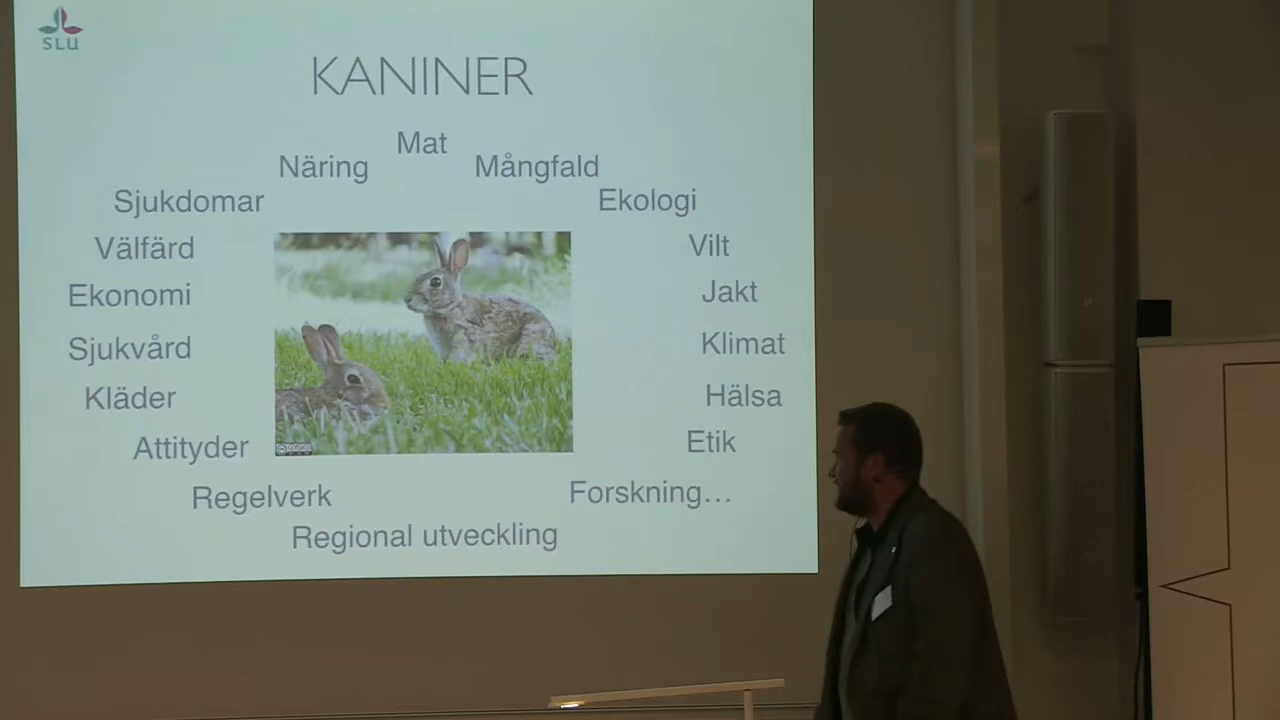 SLU
KANINER
Mat
Näring
Mångfald
Sjukdomar
Ekologi
Välfärd
Vilt
Ekonomi
Jakt
Sjukvård
Klimat
Kläder
Hälsa
Attityder
Etik
Regelverk
Forskning...
Regional utveckling